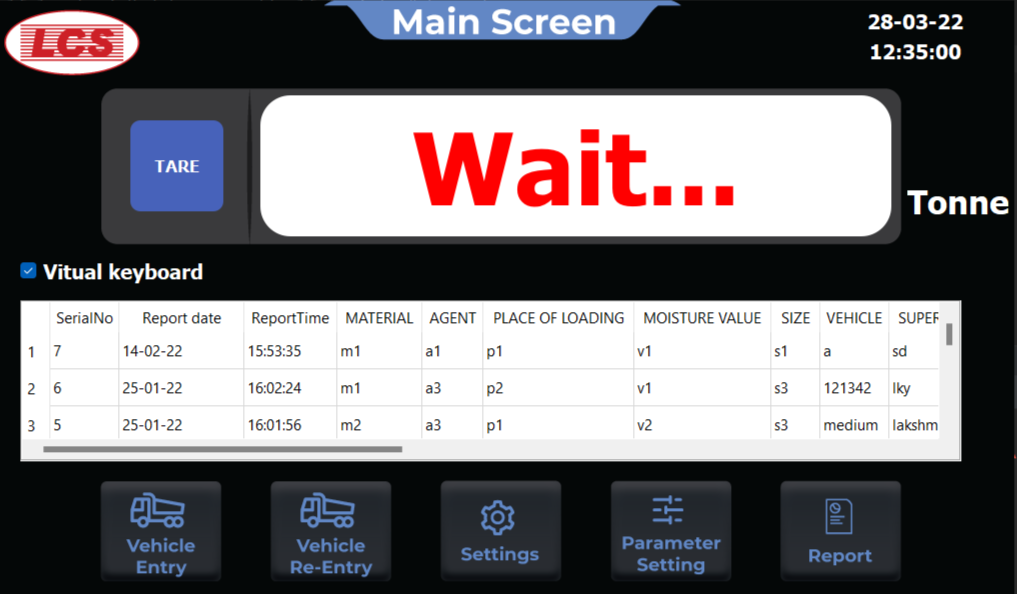 LCS
Main Screen
28-03-22
12:35:00
TARE
Wait...
Tonne
Vitual keyboard
SerialNo Report date ReportTime MATERIAL AGENT PLACE OF LOADING MOISTURE VALUE SIZE VEHICLE SUPER
1 7 14-02-22 15:53:35 m1 a1 p1 v1 s1 a sd
2 6 25-01-22 16:02:24 m1 a3 p2 v1 s3 121342 lky
3 5 25-01-22 16:01:56 m2 a3 p1 v2 s3 medium lakshm
Vehicle
Entry
Vehicle
Re-Entry
Settings
Parameter
Setting
Report